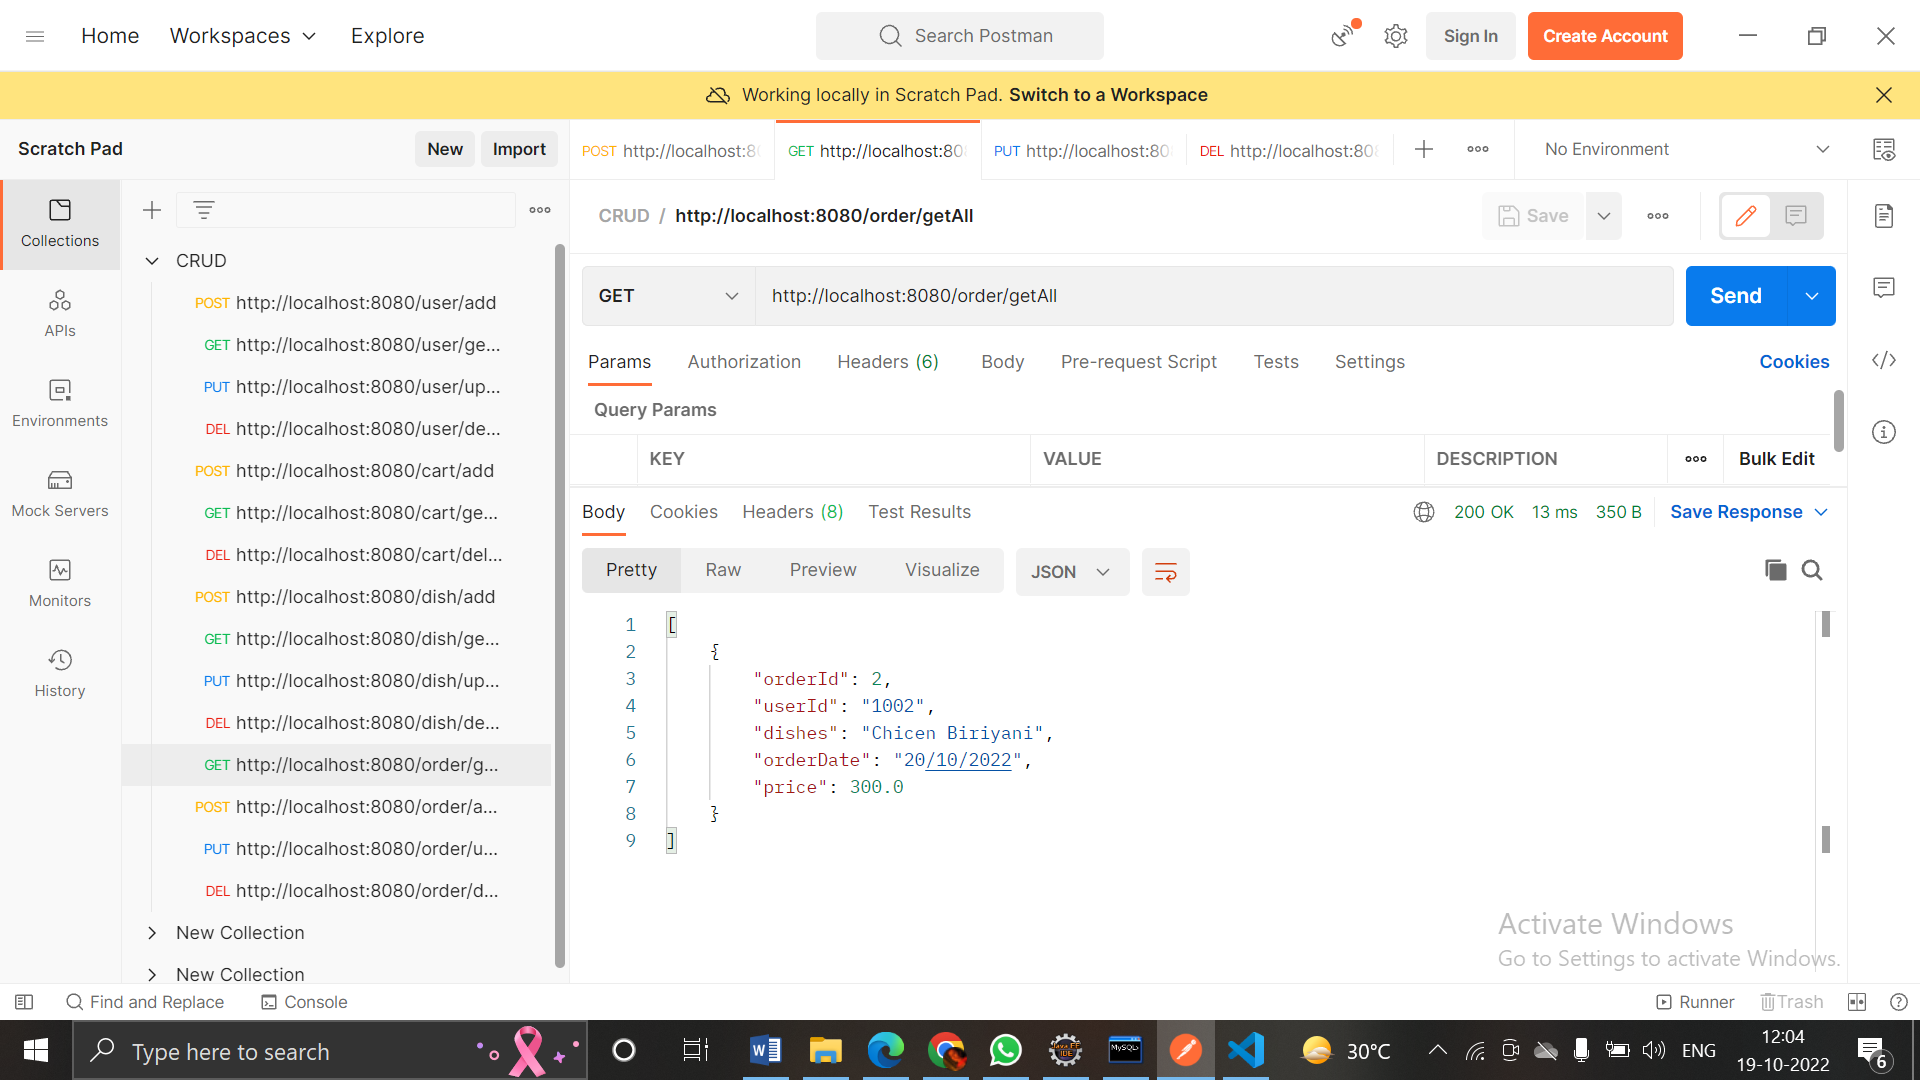 Home Workspaces Explore Search Postman Sign In Create Account
Working locally in Scratch Pad. Switch to a Workspace
Scratch Pad New Import
POST http://localhost:80 GET http://localhost:80 PUT http://localhost:80 DEL http://localhost:80 No Environment
Collections
APIs
Environments
Mock Servers
Monitors
History
CRUD
POST http://localhost:8080/user/add
GET http://localhost:8080/user/ge...
PUT http://localhost:8080/user/up...
DEL http://localhost:8080/user/de...
POST http://localhost:8080/cart/add
GET http://localhost:8080/cart/ge...
DEL http://localhost:8080/cart/del...
POST http://localhost:8080/dish/add
GET http://localhost:8080/dish/ge...
PUT http://localhost:8080/dish/up...
DEL http://localhost:8080/dish/de...
GET http://localhost:8080/order/g...
POST http://localhost:8080/order/a...
PUT http://localhost:8080/order/u...
DEL http://localhost:8080/order/d...
New Collection
New Collection
CRUD / http://localhost:8080/order/getAll Save
GET http://localhost:8080/order/getAll Send
Params Authorization Headers (6) Body Pre-request Script Tests Settings Cookies
Query Params
KEY VALUE DESCRIPTION Bulk Edit
Body Cookies Headers (8) Test Results 200 OK 13 ms 350 B Save Response
Pretty Raw Preview Visualize JSON
1 [
2 {
3 "orderId": 2,
4 "userId": "1002",
5 "dishes": "Chicen Biriyani",
6 "orderDate": "20/10/2022",
7 "price": 300.0
8 }
9 ]
Activate Windows
Go to Settings to activate Windows.
Find and Replace Console Runner Trash
Type here to search 30°C ENG 12:04
19-10-2022 6
Java EE
IDE
MySQL